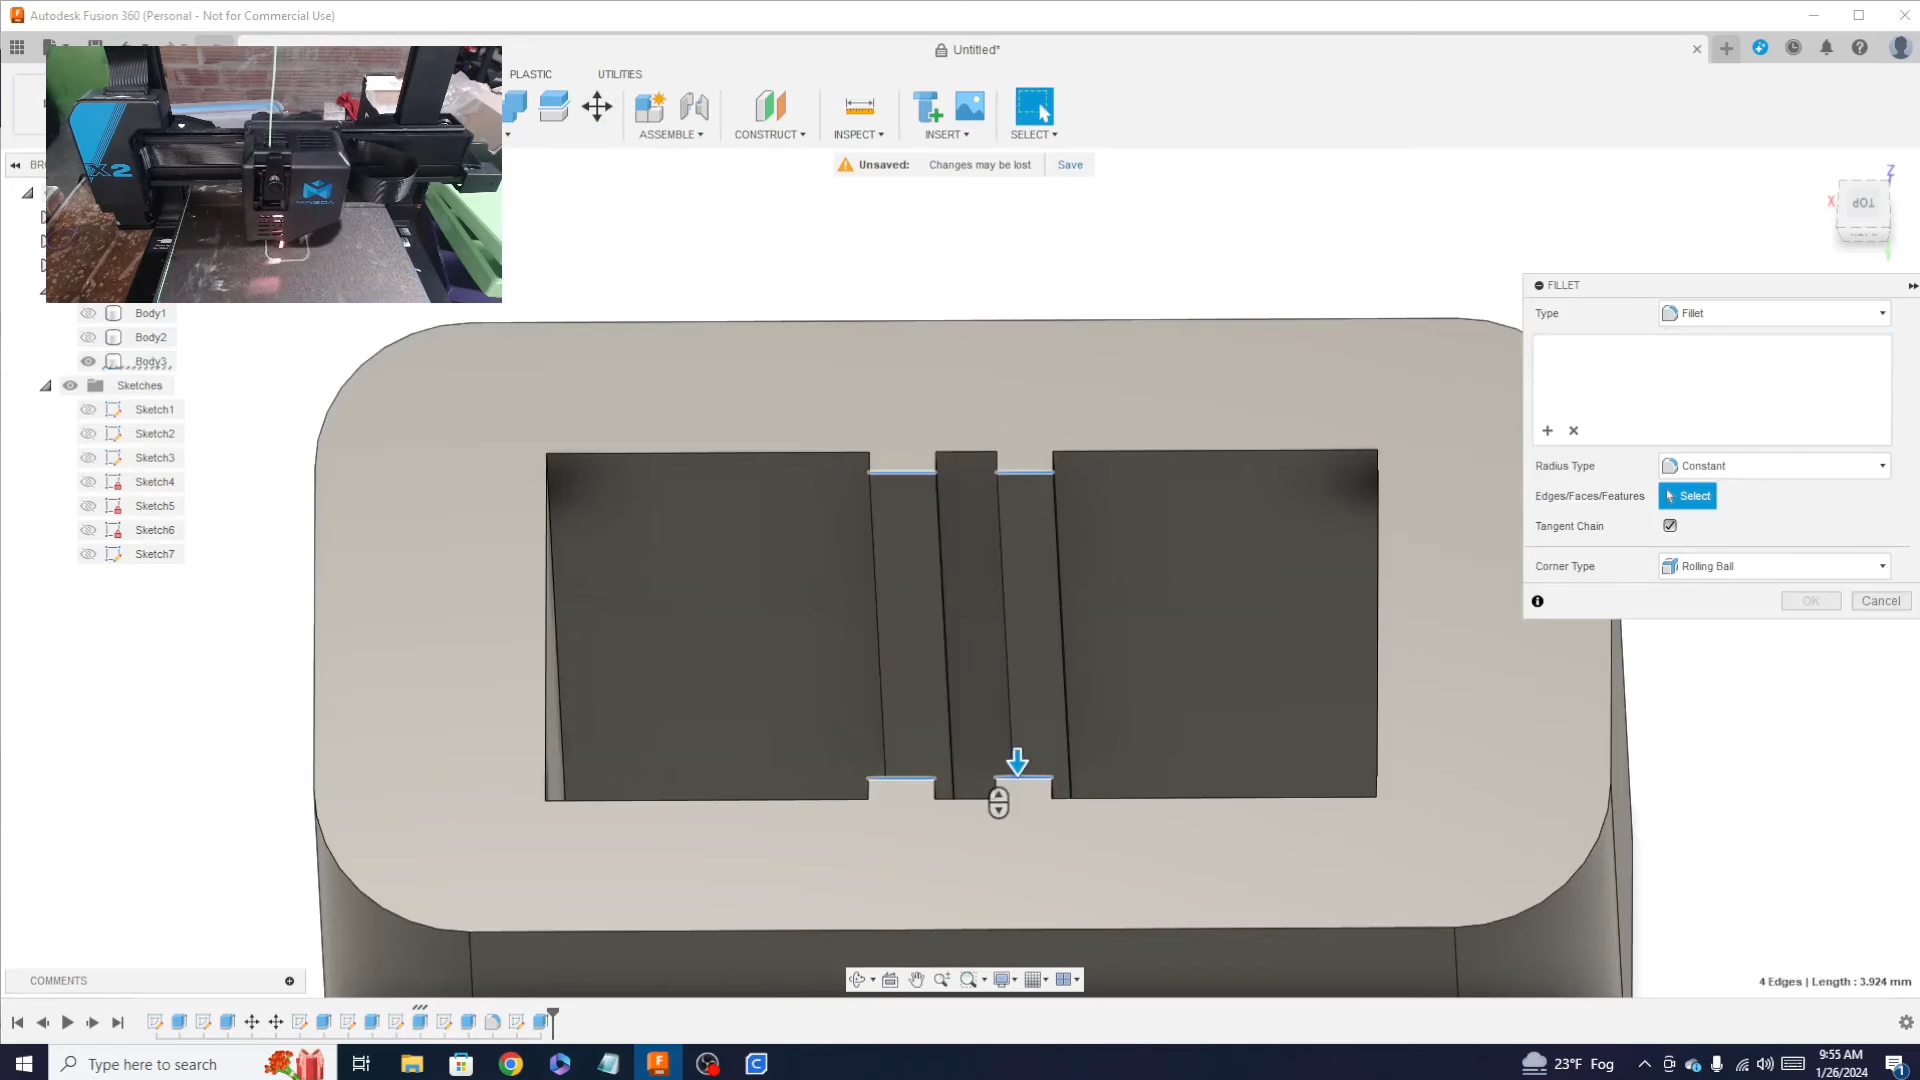 Autodesk Fusion 360 (Personal - Not for Commercial Use)
Untitled*
PLASTIC
UTILITIES
ASSEMBLE
CONSTRUCT
INSPECT
INSERT
SELECT
Unsaved:
Changes may be lost
Save
X2
Z
X
TOP
FILLET
Type
Fillet
Body1
Body2
Body3
Sketches
Sketch1
Sketch2
Sketch3
Sketch4
Sketch5
Sketch6
Sketch7
Radius Type
Constant
Edges/Faces/Features
Select
Tangent Chain
Corner Type
Rolling Ball
OK
Cancel
COMMENTS
4 Edges | Length : 3.924 mm
Type here to search
23°F Fog
9:55 AM
1/26/2024